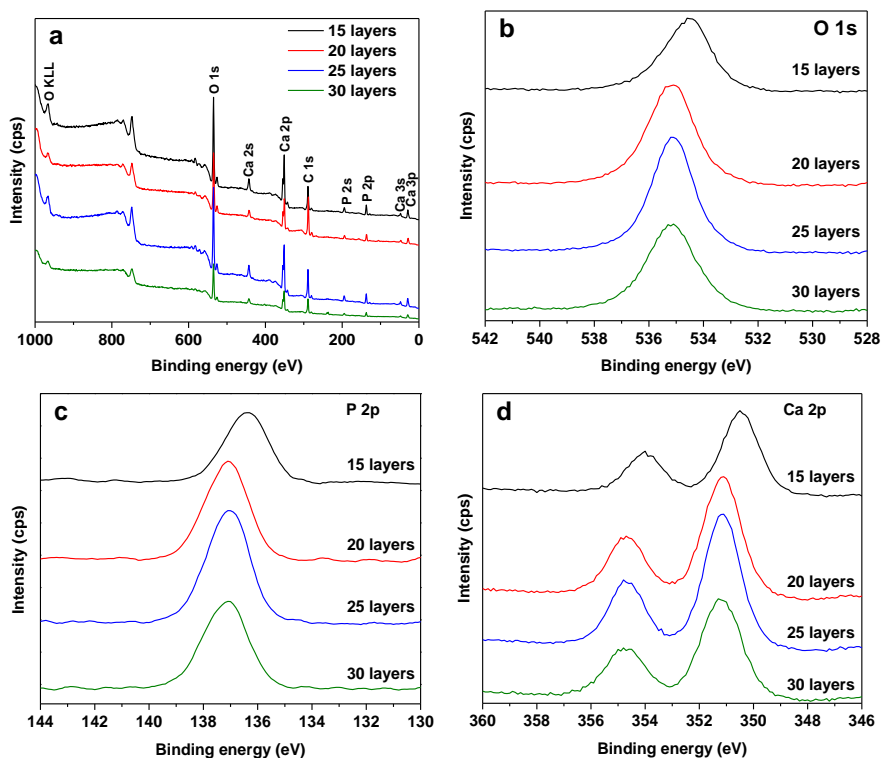 a
15 layers
20 layers
25 layers
30 layers
O KLL
O 1s
Ca 2s
Ca 2p
C 1s
P 2s
P 2p
Ca 3s
Ca 3p
Intensity (cps)
1000 800 600 400 200 0
Binding energy (eV)
b
O 1s
15 layers
20 layers
25 layers
30 layers
Intensity (cps)
542 540 538 536 534 532 530 528
Binding energy (eV)
c
P 2p
15 layers
20 layers
25 layers
30 layers
Intensity (cps)
144 142 140 138 136 134 132 130
Binding energy (eV)
d
Ca 2p
15 layers
20 layers
25 layers
30 layers
Intensity (cps)
360 358 356 354 352 350 348 346
Binding energy (eV)